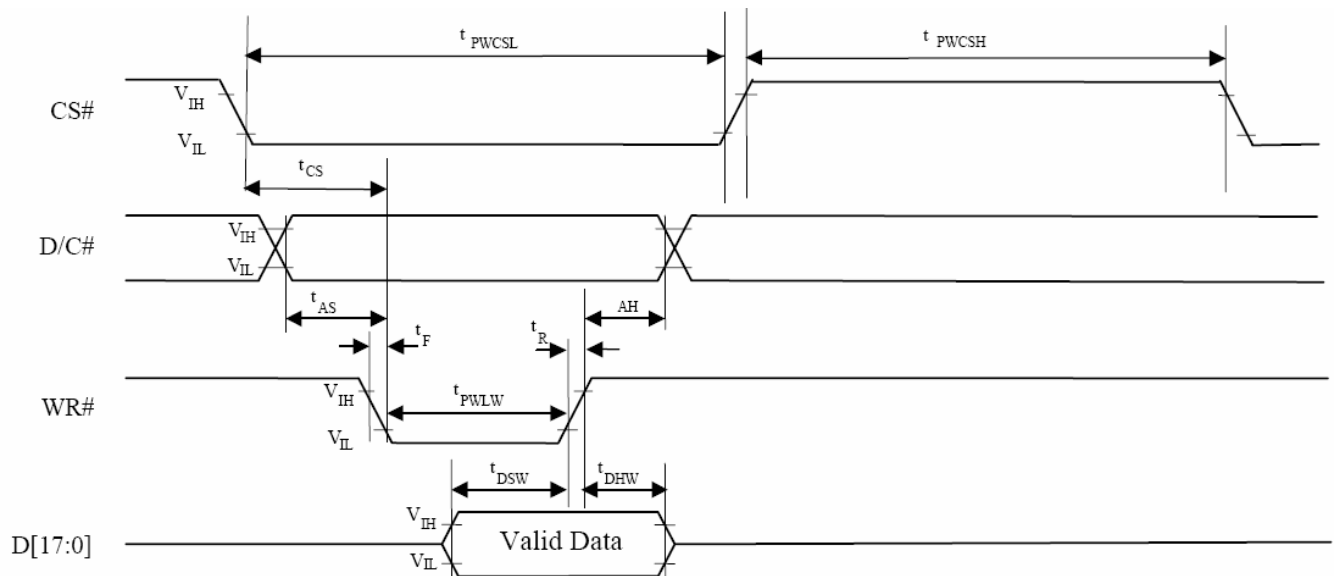 t PWCSL
t PWCSH
CS#
VIH
VIL
tCS
D/C#
VIH
VIL
tAS
tF
tR
AH
WR#
VIH
VIL
tPWLW
tDSW
tDHW
D[17:0]
VIH
VIL
Valid Data